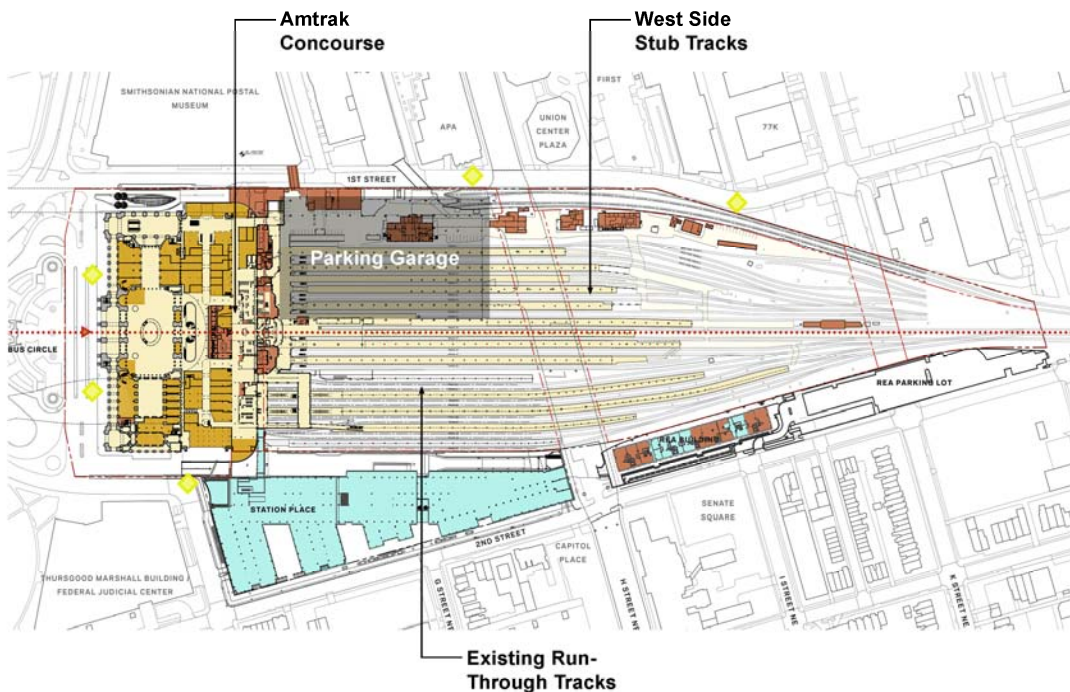 Amtrak
Concourse
West Side
Stub Tracks
SMITHSONIAN NATIONAL POSTAL
MUSEUM
APA
UNION
CENTER
PLAZA
FIRST
77K
1ST STREET
Parking Garage
BUS CIRCLE
REA PARKING LOT
REA BUILDING
STATION PLACE
SENATE
SQUARE
2ND STREET
CAPITOL
PLACE
THURSGOOD MARSHALL BUILDING /
FEDERAL JUDICIAL CENTER
G STREET NE
H STREET NE
I STREET NE
K STREET NE
Existing Run-
Through Tracks